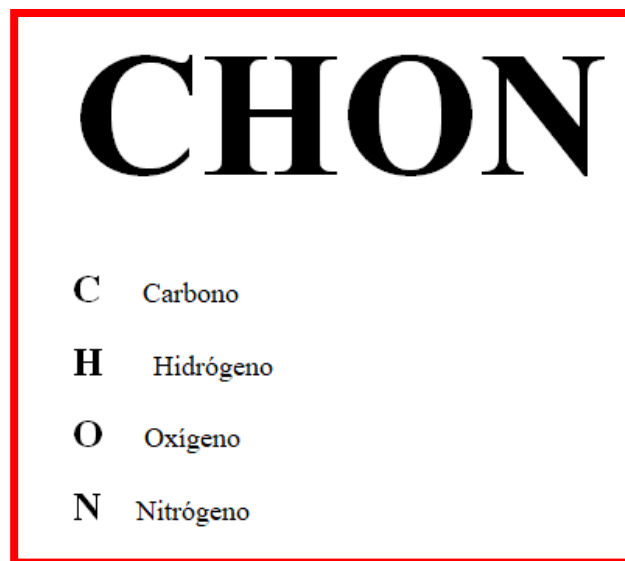 CHON
C Carbono
H Hidrógeno
O Oxígeno
N Nitrógeno